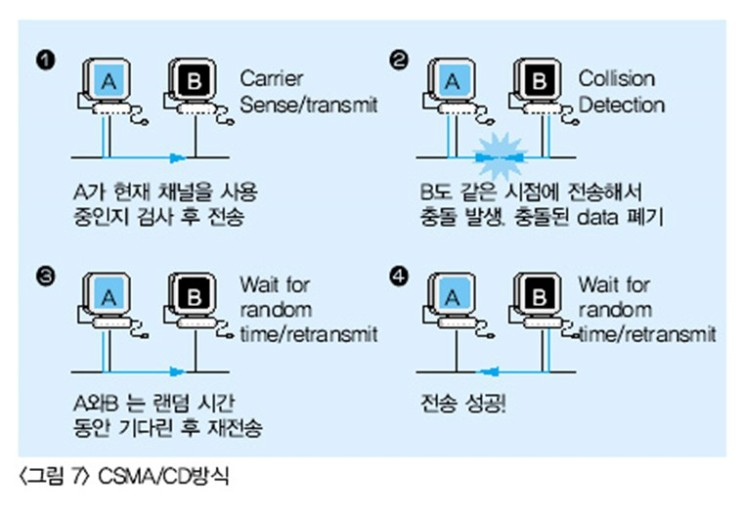 ❶
A
B
Carrier
Sense/transmit
A가 현재 채널을 사용
중인지 검사 후 전송
❷
A
B
Collision
Detection
B도 같은 시점에 전송해서
충돌 발생. 충돌된 data 폐기
❸
A
B
Wait for
random
time/retransmit
A와B 는 랜덤 시간
동안 기다린 후 재전송
❹
A
B
Wait for
random
time/retransmit
전송 성공!
<그림 7> CSMA/CD방식